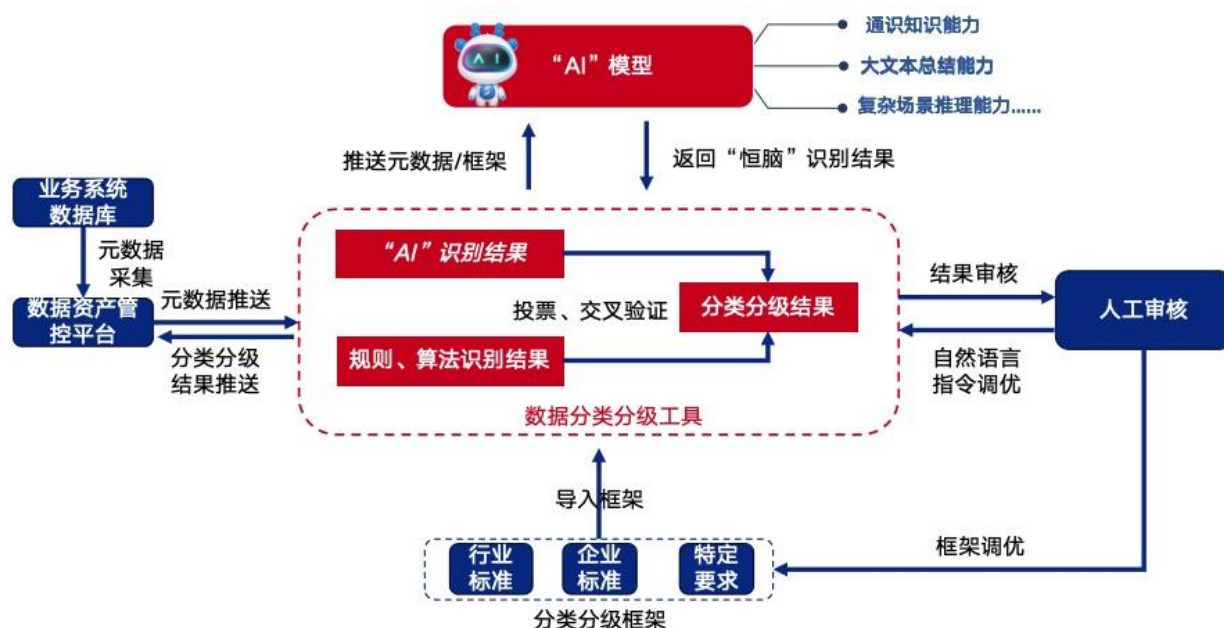 通识知识能力
“AI”模型
大文本总结能力
复杂场景推理能力......
推送元数据/框架
返回“恒脑”识别结果
业务系统
数据库
元数据
采集
数据资产管
控平台
元数据推送
分类分级
结果推送
“AI”识别结果
投票、交叉验证
分类分级结果
规则、算法识别结果
数据分类分级工具
结果审核
人工审核
自然语言
指令调优
导入框架
行业
标准
企业
标准
特定
要求
分类分级框架
框架调优